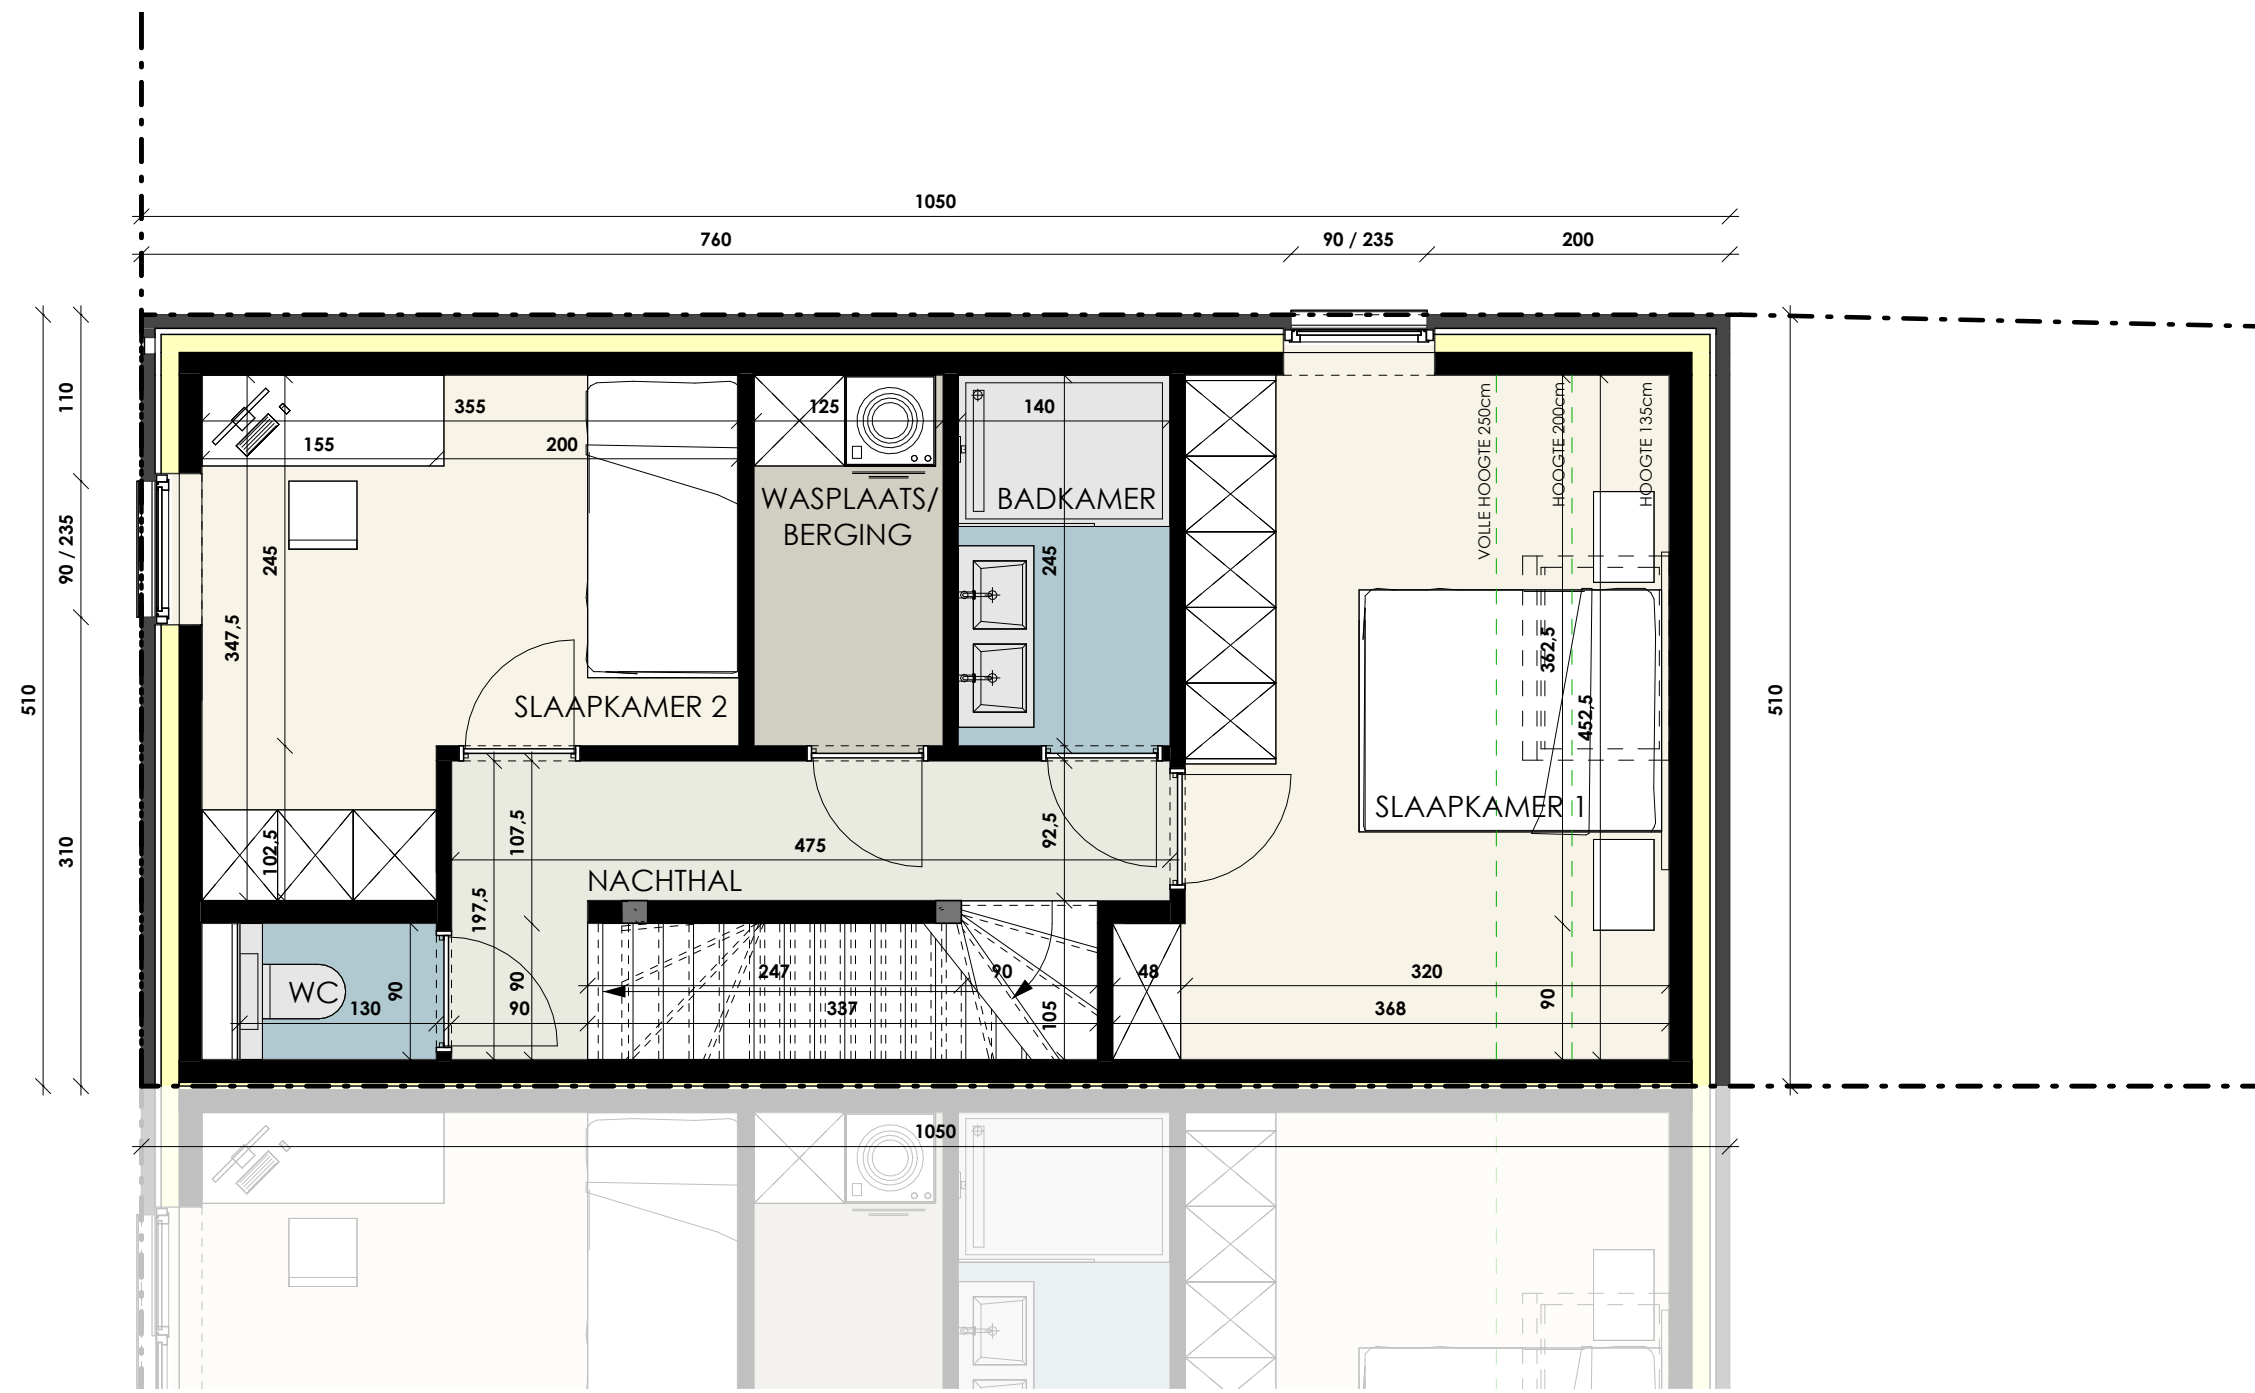 1050
760
90 / 235
200
110
90 / 235
310
510
510
355
155
200
125
140
VOLLE HOOGTE 250cm
HOOGTE 200cm
HOOGTE 135cm
WASPLAATS/
BERGING
BADKAMER
245
245
347,5
362,5
452,5
SLAAPKAMER 2
SLAAPKAMER 1
107,5
102,5
475
92,5
NACHTHAL
197,5
WC
130
90
90
90
247
337
90
105
48
320
368
90
1050